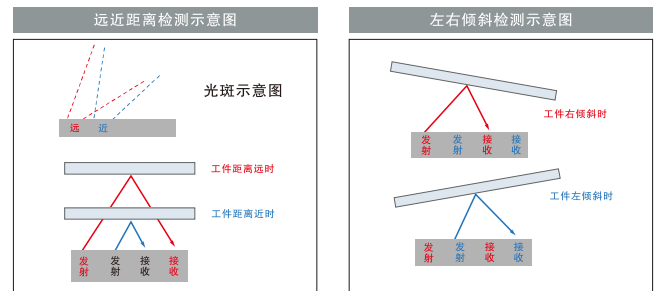 远近距离检测示意图
左右倾斜检测示意图
光斑示意图
远 近
工件距离远时
工件距离近时
发射 发射 接收 接收
工件右倾斜时
发射 发射 接收 接收
工件左倾斜时
发射 发射 接收 接收